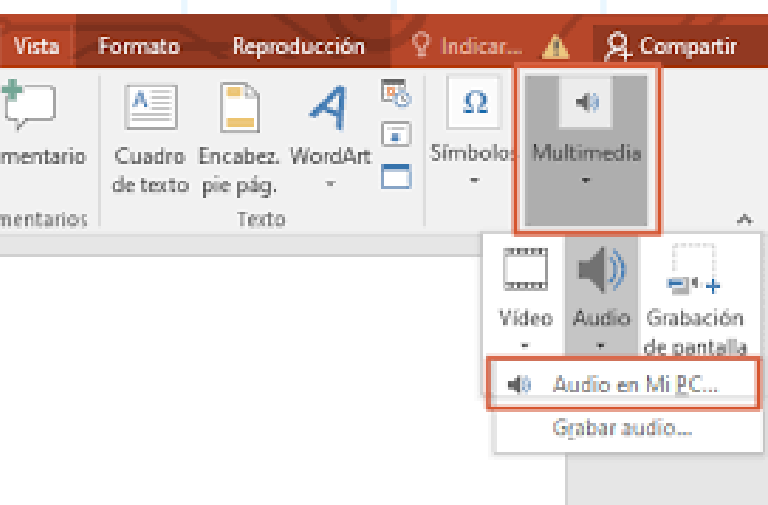 Vista Formato Reproducción Indicar... Compartir
mentario Cuadro de texto Encabez. pie pág. WordArt Símbolos Multimedia
mentarios Texto
Vídeo Audio Grabación de pantalla
Audio en Mi PC...
Grabar audio...